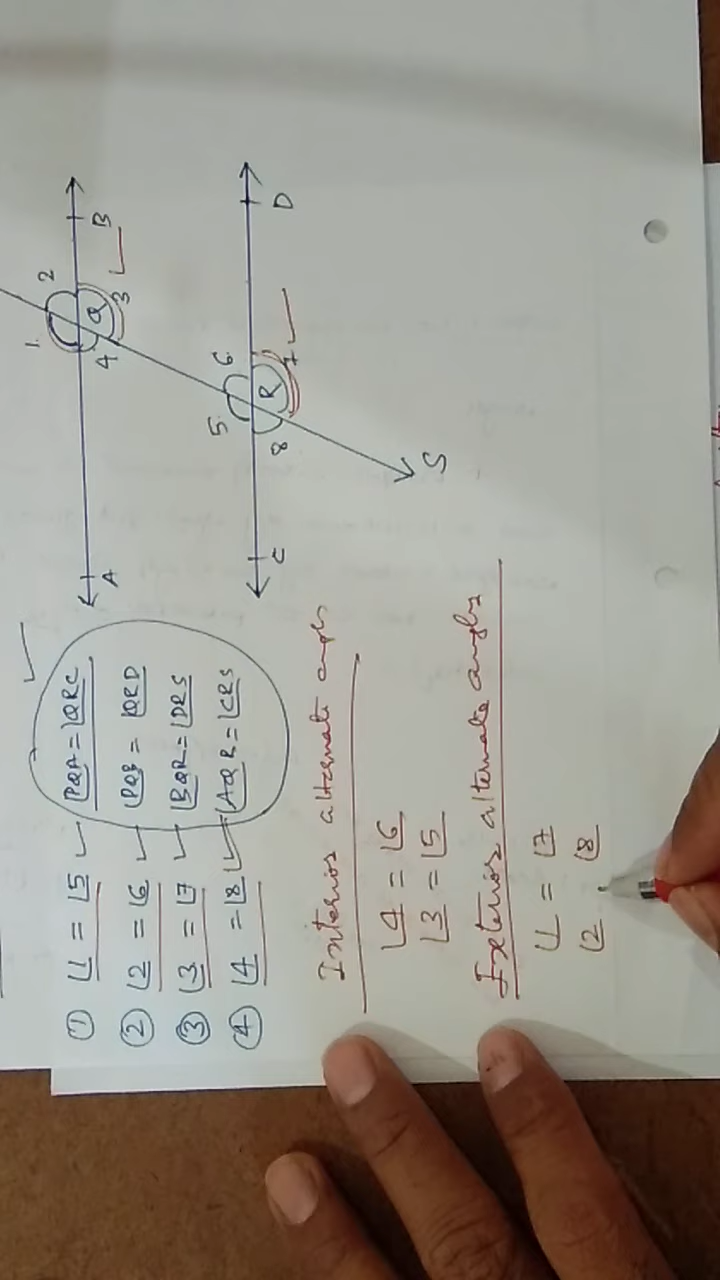 1 2
A Q B
4 3
5 6
C R D
8 7
S
① ∠1 = ∠5 ∠PQA = ∠QRC
② ∠2 = ∠6 ∠PQB = ∠QRD
③ ∠3 = ∠7 ∠BQR = ∠DRS
④ ∠4 = ∠8 ∠AQR = ∠CRS
Interior alternate angles
∠4 = ∠6
∠3 = ∠5
Exterior alternate angles
∠1 = ∠7
∠2 ∠8